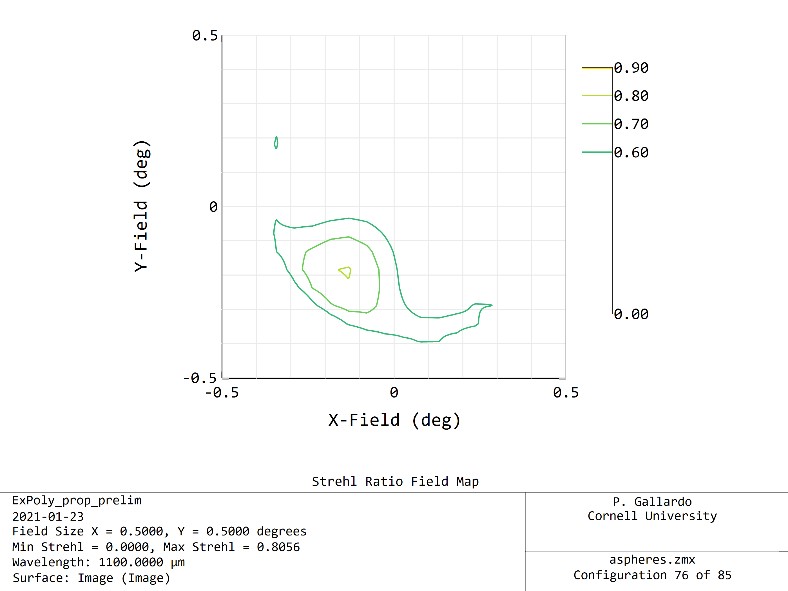 0.5
0
-0.5
Y-Field (deg)
-0.5
0
0.5
X-Field (deg)
0.90
0.80
0.70
0.60
0.00
Strehl Ratio Field Map
ExPoly_prop_prelim
2021-01-23
Field Size X = 0.5000, Y = 0.5000 degrees
Min Strehl = 0.0000, Max Strehl = 0.8056
Wavelength: 1100.0000 µm
Surface: Image (Image)
P. Gallardo
Cornell University
aspheres.zmx
Configuration 76 of 85